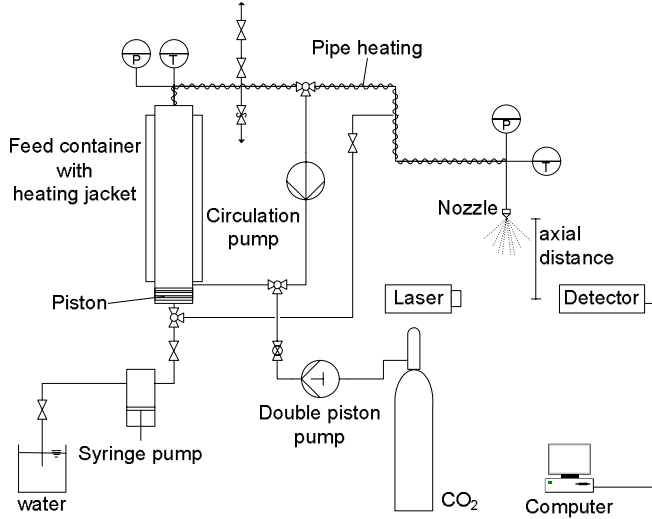 Pipe heating
P
T
Feed container
with
heating jacket
P
T
Circulation
pump
Nozzle
axial
distance
Piston
Laser
Detector
Double piston
pump
Syringe pump
water
CO2
Computer